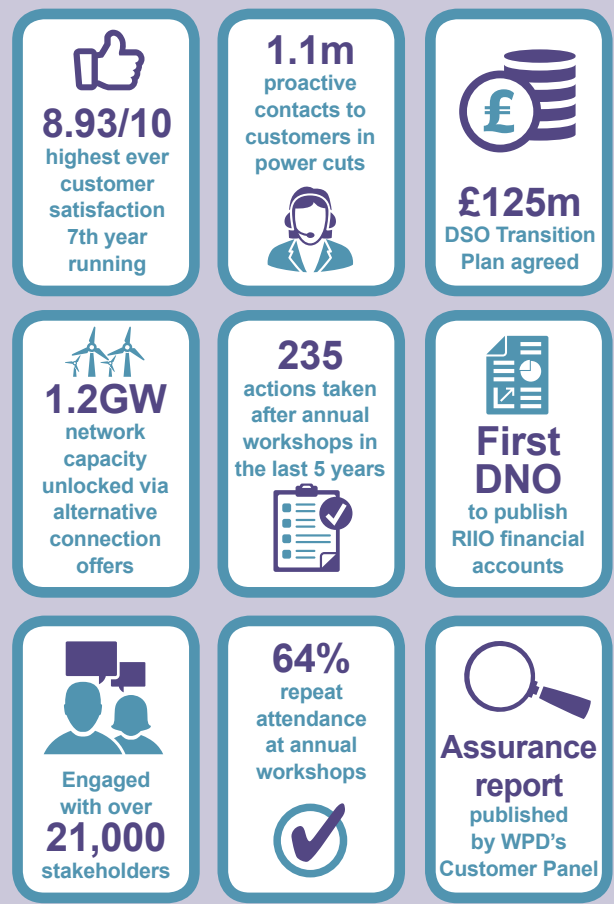 8.93/10
highest ever
customer
satisfaction
7th year
running
1.1m
proactive
contacts to
customers in
power cuts
£
£125m
DSO Transition
Plan agreed
1.2GW
network
capacity
unlocked via
alternative
connection
offers
235
actions taken
after annual
workshops in
the last 5 years
First
DNO
to publish
RIIO financial
accounts
Engaged
with over
21,000
stakeholders
64%
repeat
attendance
at annual
workshops
Assurance
report
published
by WPD's
Customer Panel